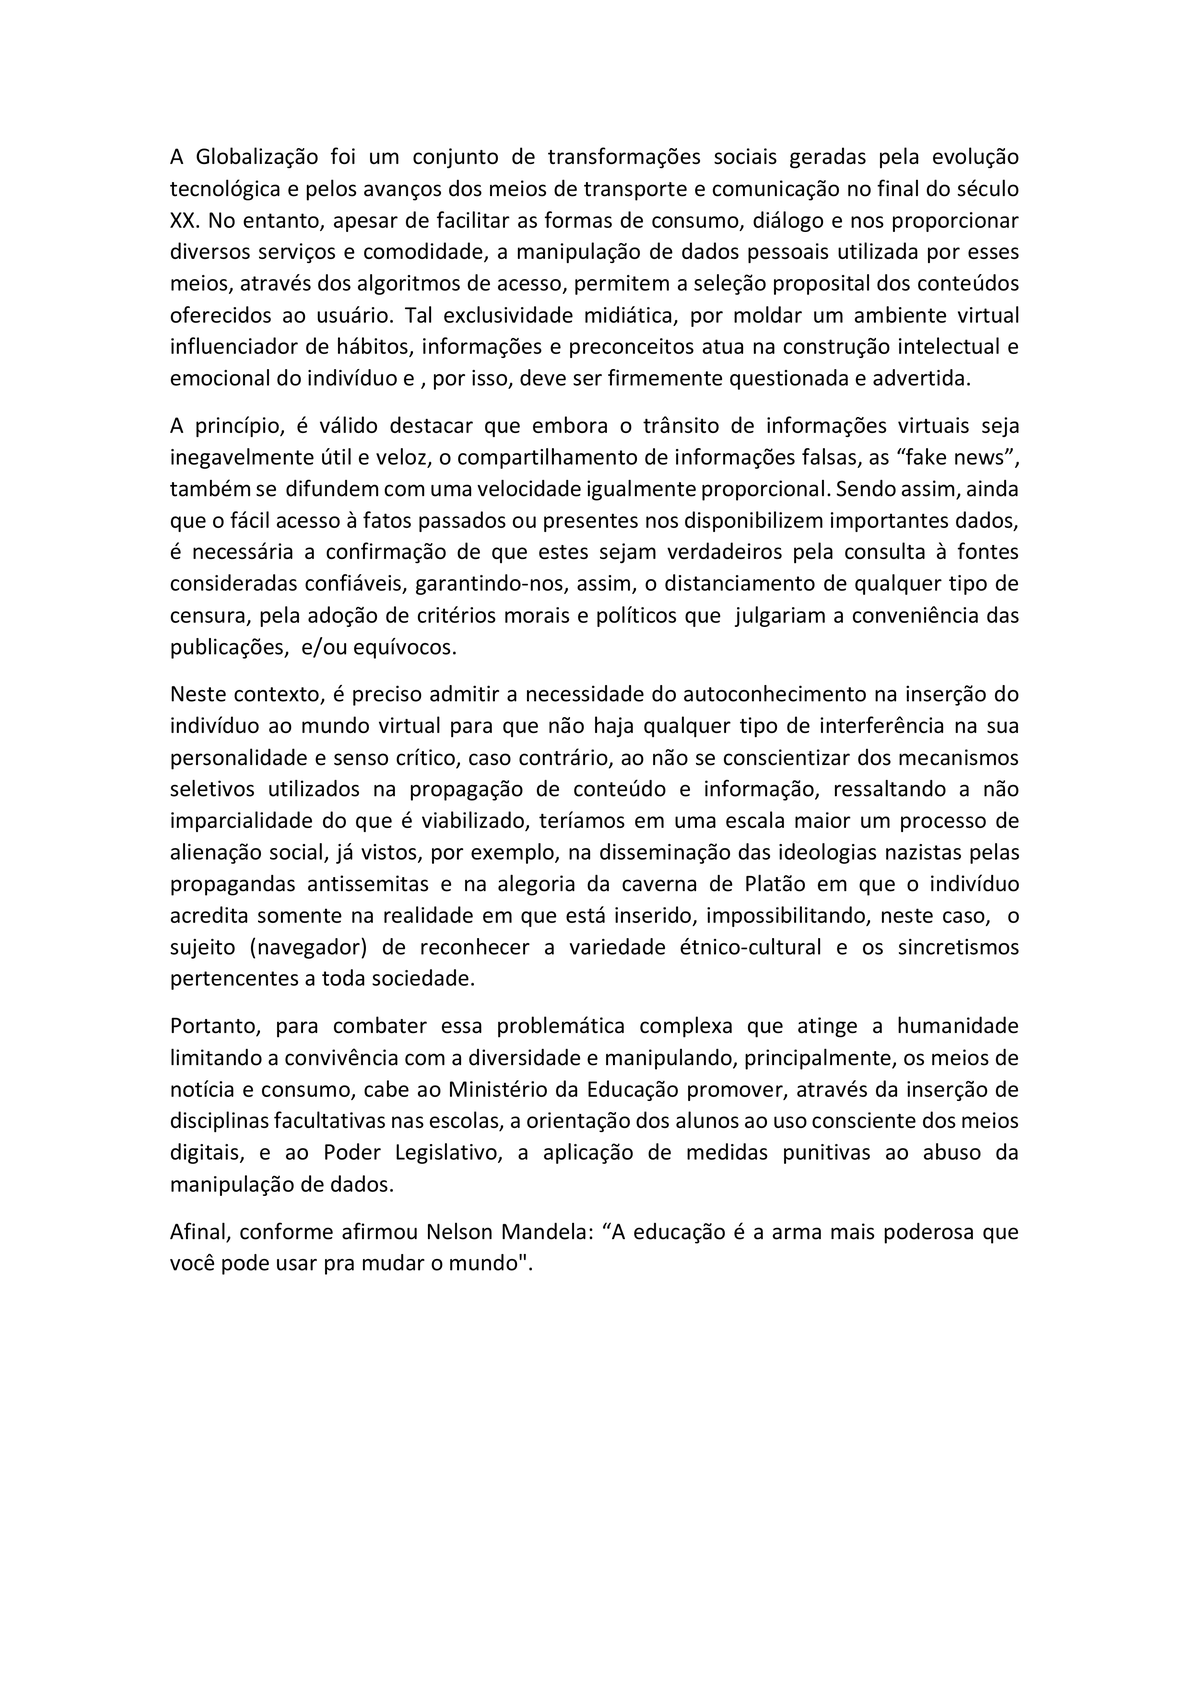 A Globalização foi um conjunto de transformações sociais geradas pela evolução
tecnológica e pelos avanços dos meios de transporte e comunicação no final do século
XX. No entanto, apesar de facilitar as formas de consumo, diálogo e nos proporcionar
diversos serviços e comodidade, a manipulação de dados pessoais utilizada por esses
meios, através dos algoritmos de acesso, permitem a seleção proposital dos conteúdos
oferecidos ao usuário. Tal exclusividade midiática, por moldar um ambiente virtual
influenciador de hábitos, informações e preconceitos atua na construção intelectual e
emocional do indivíduo e , por isso, deve ser firmemente questionada e advertida.
A princípio, é válido destacar que embora o trânsito de informações virtuais seja
inegavelmente útil e veloz, o compartilhamento de informações falsas, as “fake news”,
também se difundem com uma velocidade igualmente proporcional. Sendo assim, ainda
que o fácil acesso à fatos passados ou presentes nos disponibilizem importantes dados,
é necessária a confirmação de que estes sejam verdadeiros pela consulta à fontes
consideradas confiáveis, garantindo-nos, assim, o distanciamento de qualquer tipo de
censura, pela adoção de critérios morais e políticos que  julgariam a conveniência das
publicações,  e/ou equívocos.
Neste contexto, é preciso admitir a necessidade do autoconhecimento na inserção do
indivíduo ao mundo virtual para que não haja qualquer tipo de interferência na sua
personalidade e senso crítico, caso contrário, ao não se conscientizar dos mecanismos
seletivos utilizados na propagação de conteúdo e informação, ressaltando a não
imparcialidade do que é viabilizado, teríamos em uma escala maior um processo de
alienação social, já vistos, por exemplo, na disseminação das ideologias nazistas pelas
propagandas antissemitas e na alegoria da caverna de Platão em que o indivíduo
acredita somente na realidade em que está inserido, impossibilitando, neste caso,  o
sujeito (navegador) de reconhecer a variedade étnico-cultural e os sincretismos
pertencentes a toda sociedade.
Portanto, para combater essa problemática complexa que atinge a humanidade
limitando a convivência com a diversidade e manipulando, principalmente, os meios de
notícia e consumo, cabe ao Ministério da Educação promover, através da inserção de
disciplinas facultativas nas escolas, a orientação dos alunos ao uso consciente dos meios
digitais, e ao Poder Legislativo, a aplicação de medidas punitivas ao abuso da
manipulação de dados.
Afinal, conforme afirmou Nelson Mandela: “A educação é a arma mais poderosa que
você pode usar pra mudar o mundo".